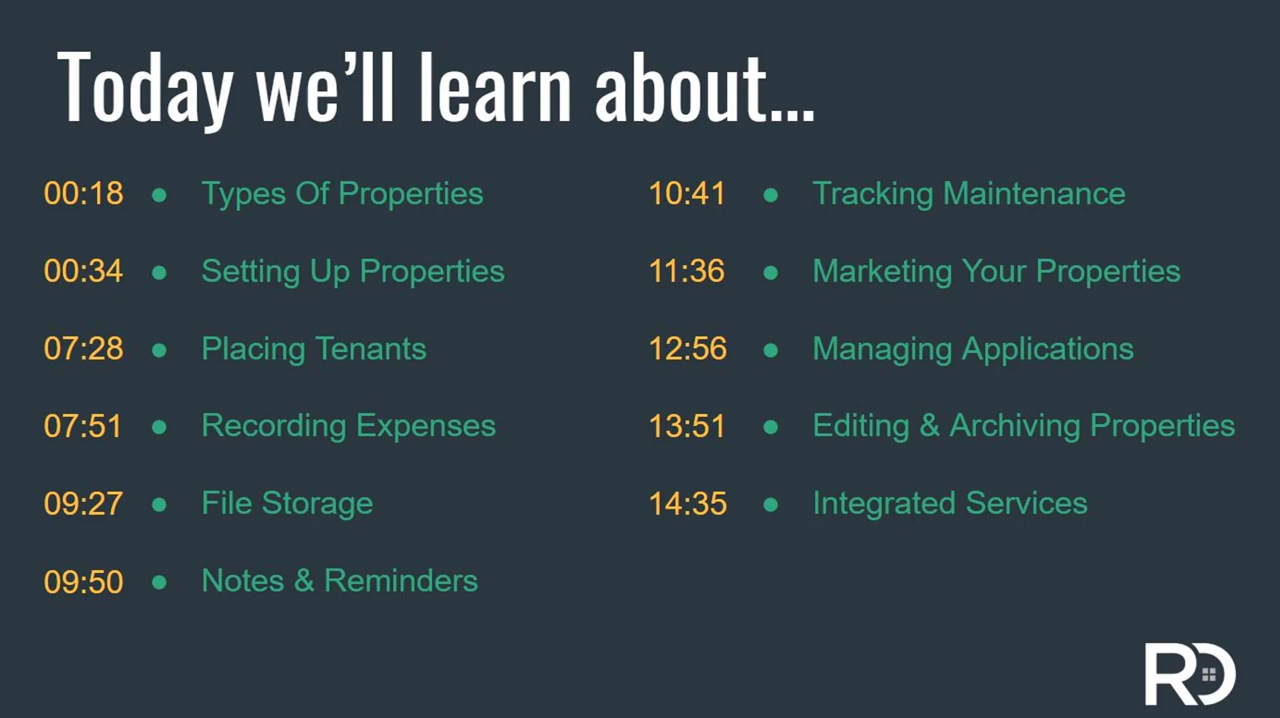 Today we’ll learn about...
00:18 ● Types Of Properties
00:34 ● Setting Up Properties
07:28 ● Placing Tenants
07:51 ● Recording Expenses
09:27 ● File Storage
09:50 ● Notes & Reminders
10:41 ● Tracking Maintenance
11:36 ● Marketing Your Properties
12:56 ● Managing Applications
13:51 ● Editing & Archiving Properties
14:35 ● Integrated Services
RD